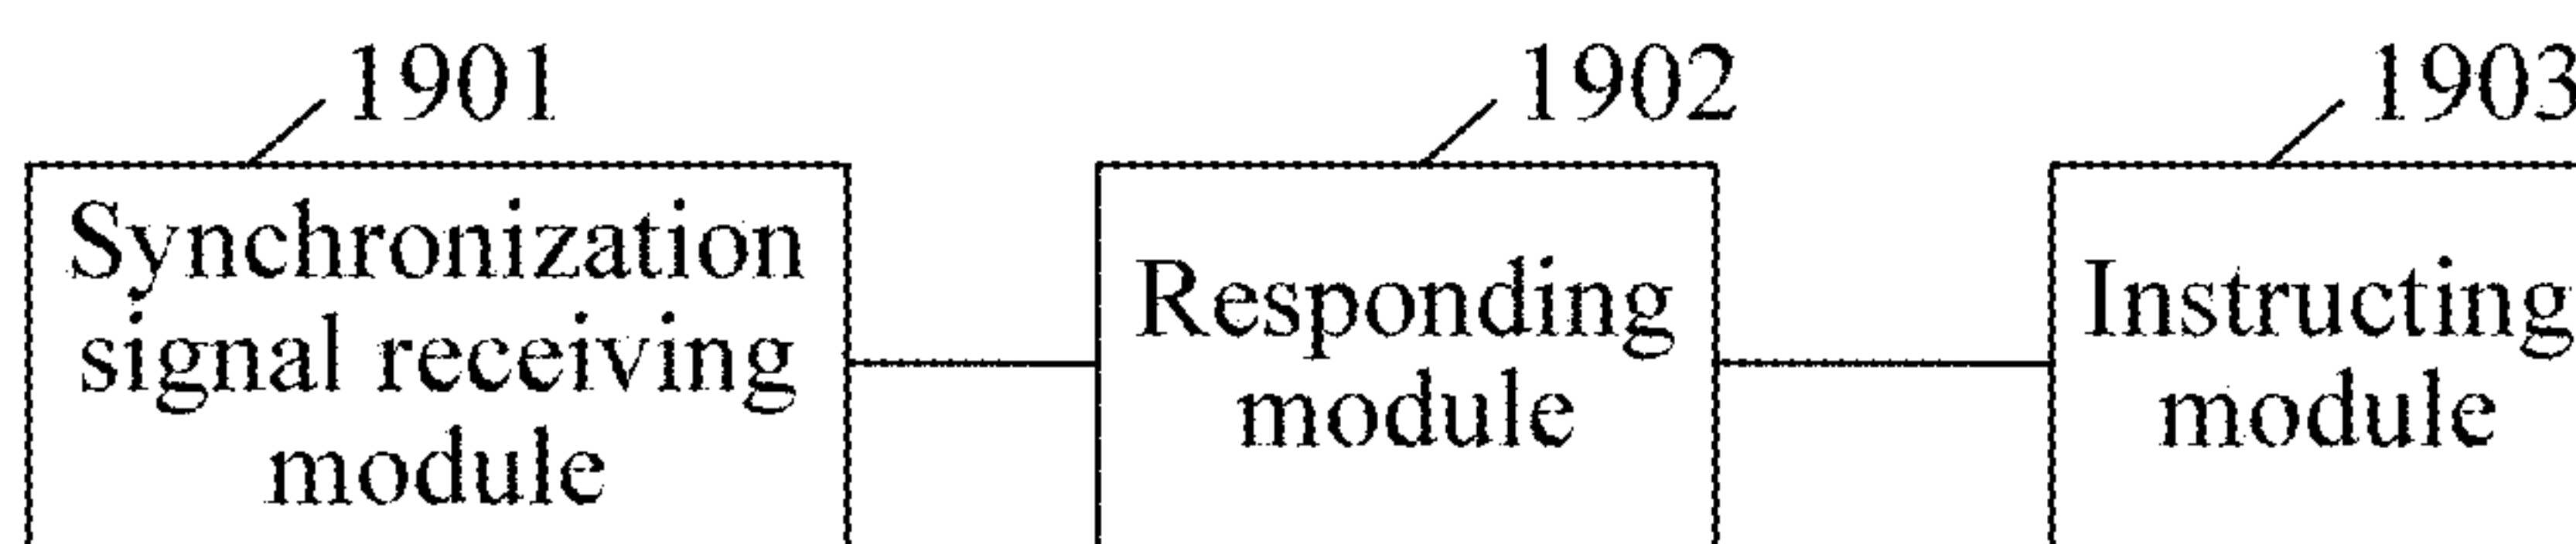 1901
1902
1903
Synchronization
signal receiving
module
Responding
module
Instructing
module